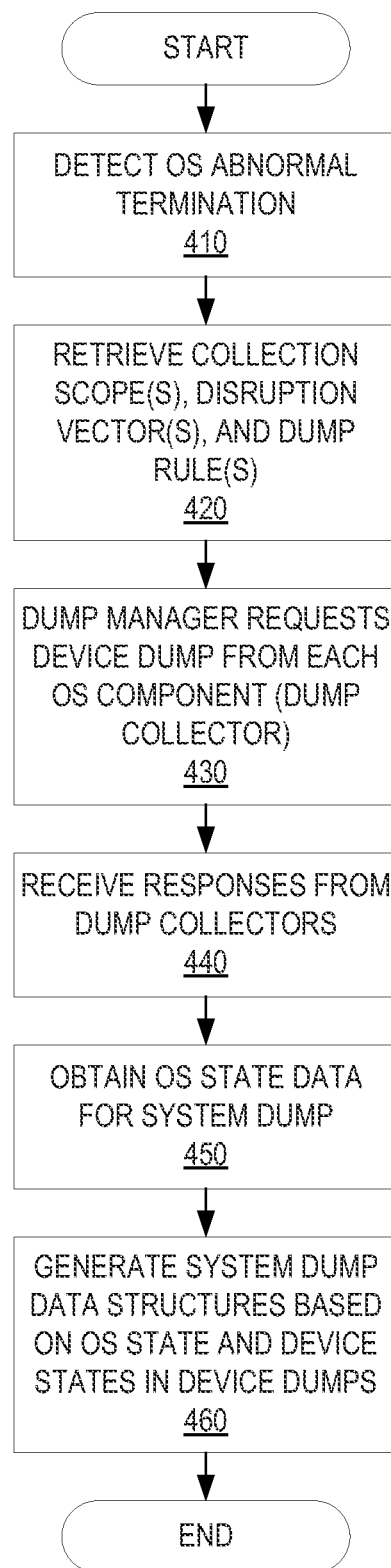 START
DETECT OS ABNORMAL
TERMINATION
410
RETRIEVE COLLECTION
SCOPE(S), DISRUPTION
VECTOR(S), AND DUMP
RULE(S)
420
DUMP MANAGER REQUESTS
DEVICE DUMP FROM EACH
OS COMPONENT (DUMP
COLLECTOR)
430
RECEIVE RESPONSES FROM
DUMP COLLECTORS
440
OBTAIN OS STATE DATA
FOR SYSTEM DUMP
450
GENERATE SYSTEM DUMP
DATA STRUCTURES BASED
ON OS STATE AND DEVICE
STATES IN DEVICE DUMPS
460
END